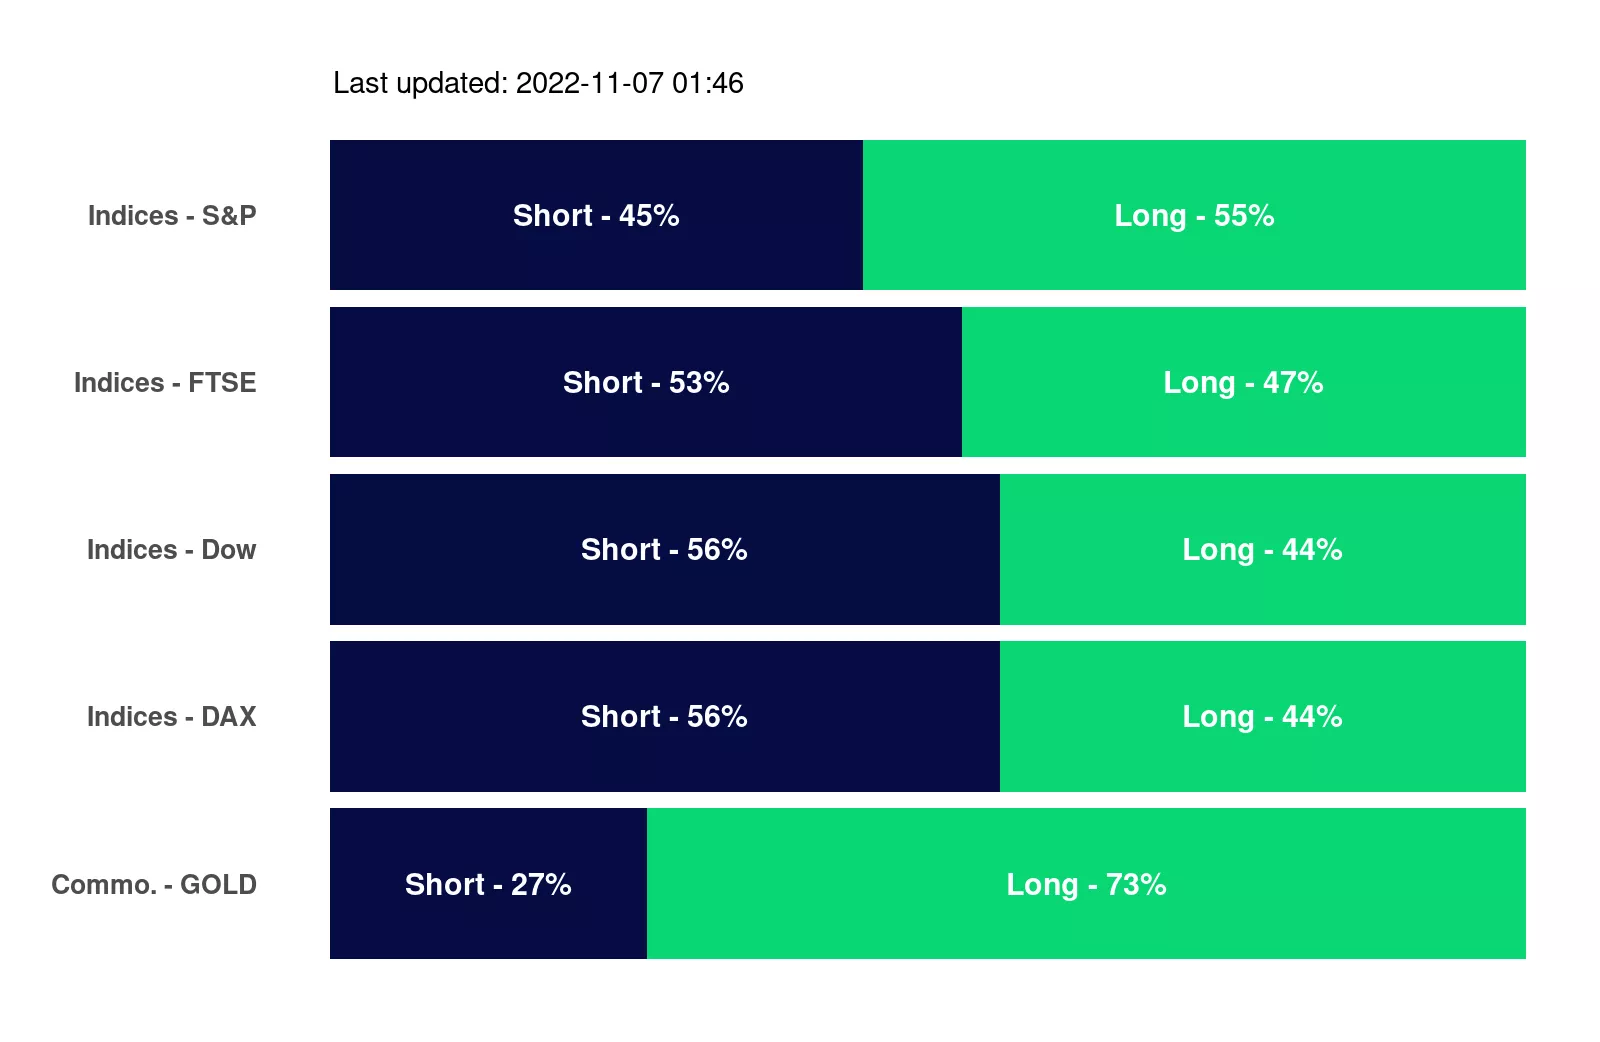 Last updated: 2022-11-07 01:46
Indices - S&P Short - 45% Long - 55%
Indices - FTSE Short - 53% Long - 47%
Indices - Dow Short - 56% Long - 44%
Indices - DAX Short - 56% Long - 44%
Commo. - GOLD Short - 27% Long - 73%